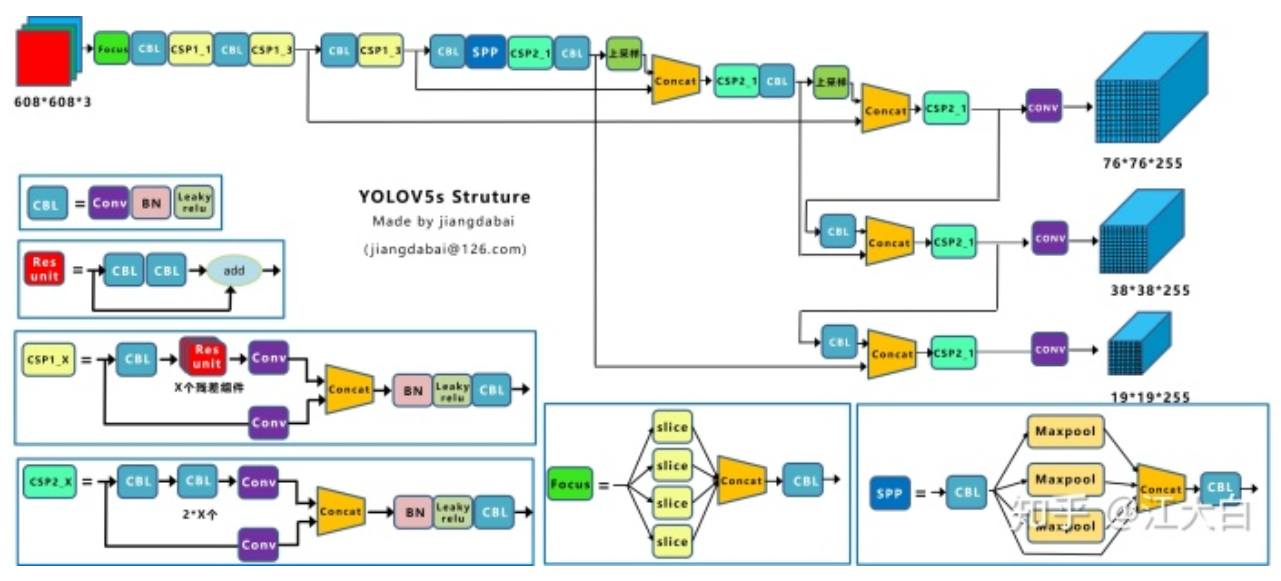 Focus CBL CSP1_1 CBL CSP1_3 CBL CSP1_3 CBL SPP CSP2_1 CBL 上采样
Concat CSP2_1 CBL 上采样
Concat CSP2_1 CONV
608*608*3
76*76*255
YOLOV5s Struture
Made by jiangdabai
(jiangdabai@126.com)
CBL = Conv BN Leaky relu
CBL Concat CSP2_1 CONV
38*38*255
Res unit = CBL CBL add
CBL Concat CSP2_1 CONV
19*19*255
CSP1_X = CBL Res unit Conv
X个残差组件
Concat BN Leaky relu CBL
Conv
CSP2_X = CBL CBL Conv
2*X个
Concat BN Leaky relu CBL
Conv
Focus = slice
slice
slice
slice
Concat CBL
SPP = CBL Maxpool
Maxpool
Maxpool
Concat CBL
知乎 @江大白